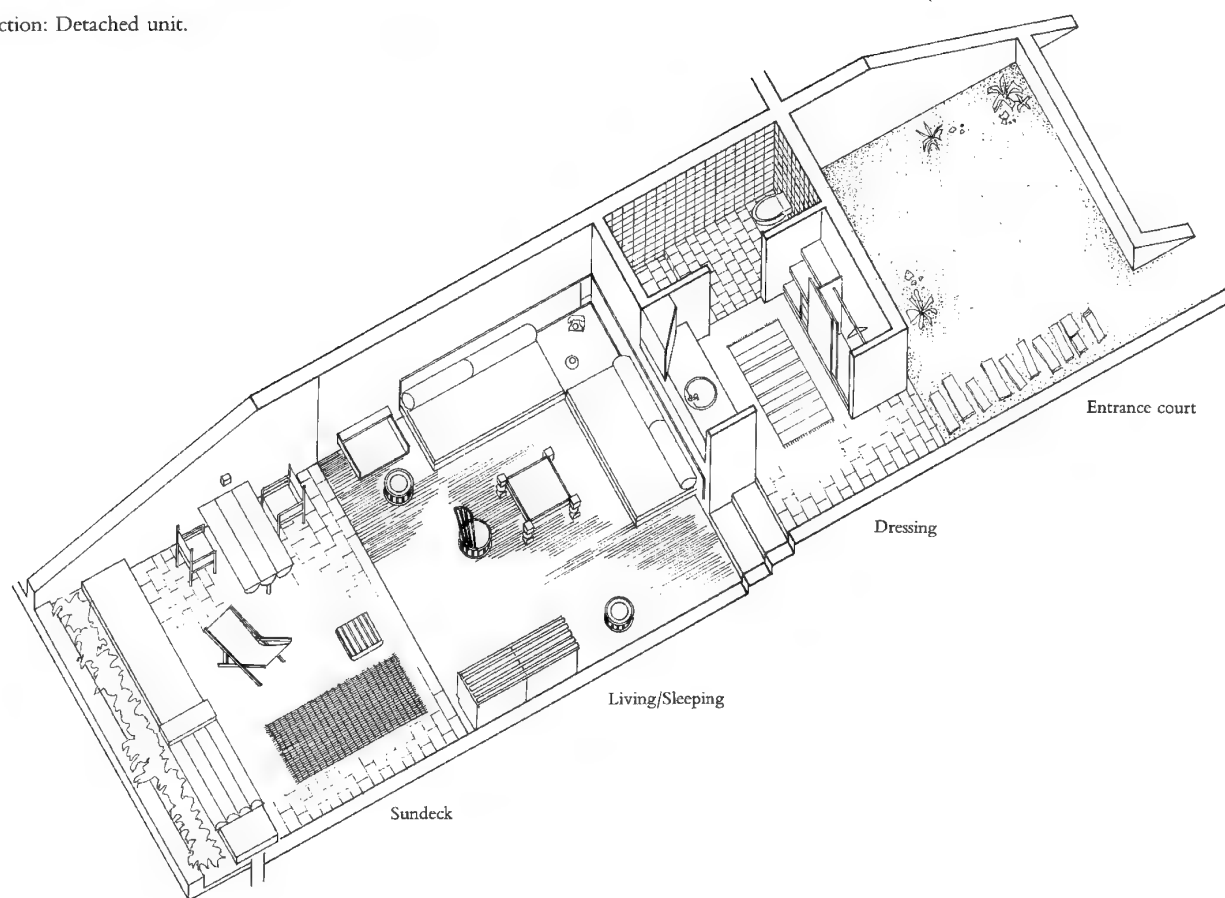 ction: Detached unit.
Entrance court
Dressing
Living/Sleeping
Sundeck